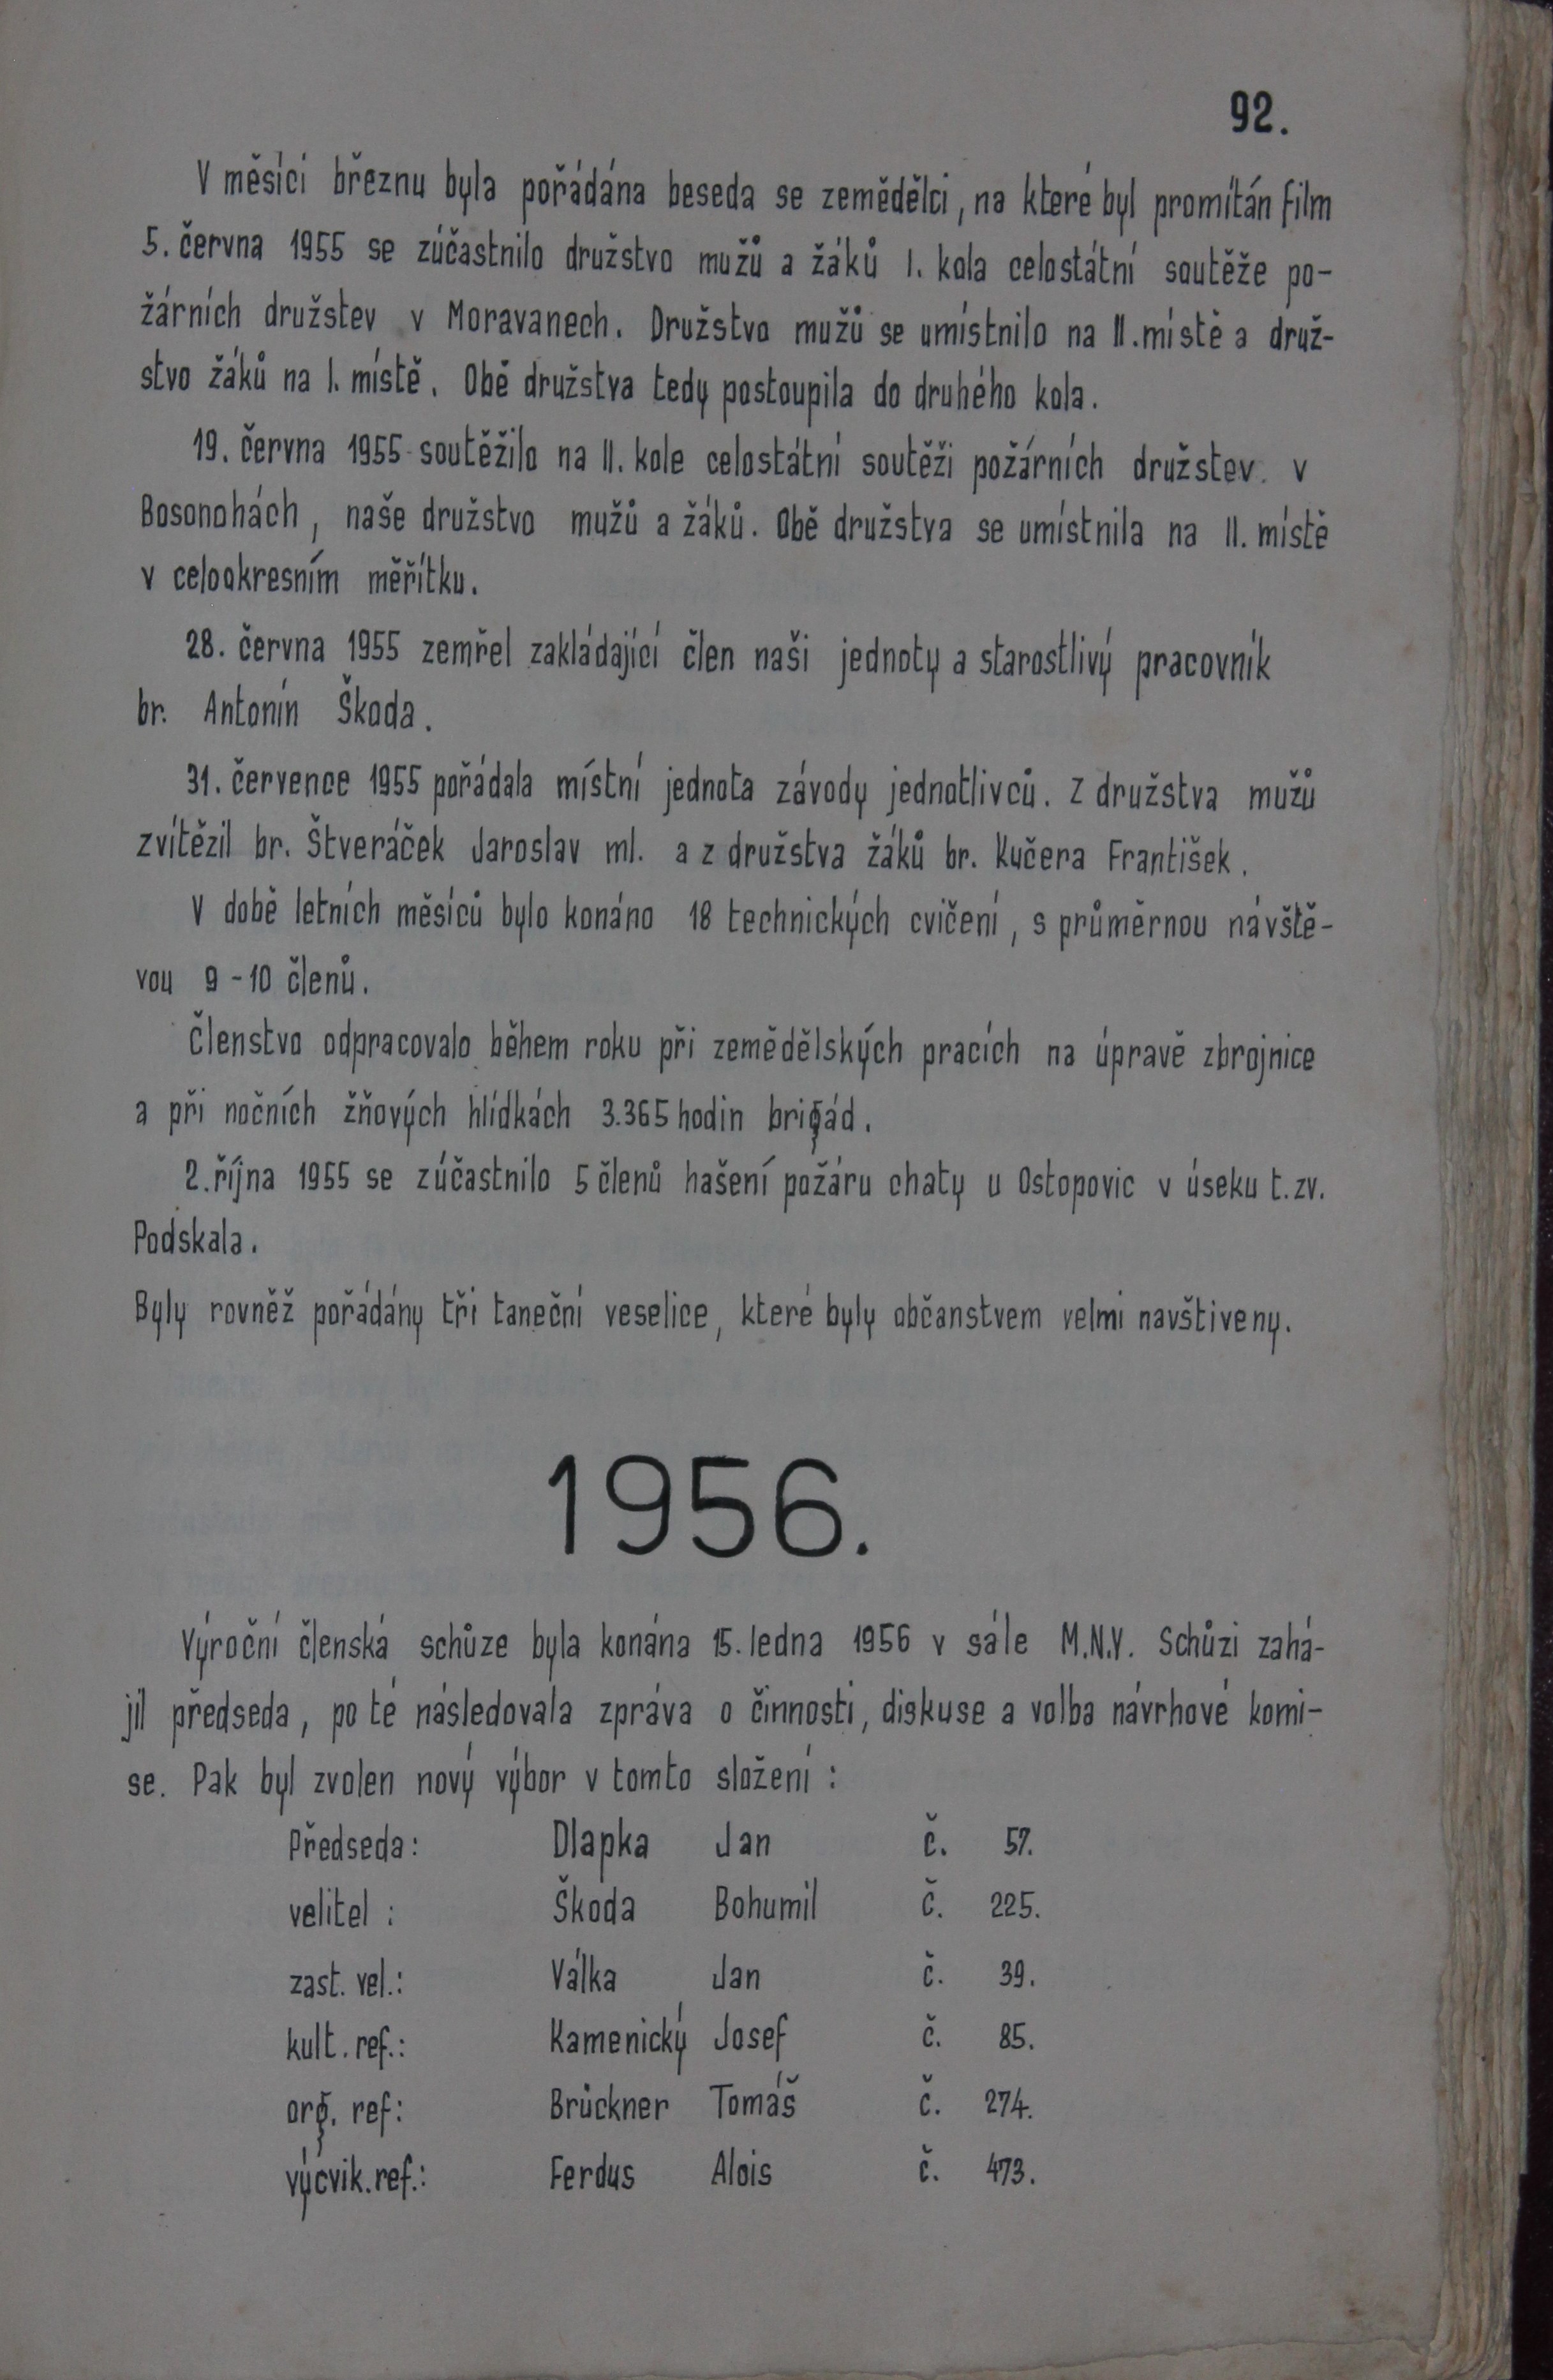 92.
V měsíci březnu byla pořádána beseda se zemědělci, na které byl promítán film
5. června 1955 se zúčastnilo družstvo mužů a žáků I. kola celostátní soutěže po-
žárních družstev v Moravanech. Družstvo mužů se umístnilo na II. místě a druž-
stvo žáků na I. místě. Obě družstva tedy postoupila do druhého kola.
19. června 1955 soutěžilo na II. kole celostátní soutěži požárních družstev. v
Bosonohách, naše družstvo mužů a žáků. Obě družstva se umístnila na II. místě
v celookresním měřítku.
28. června 1955 zemřel zakládající člen naši jednoty a starostlivý pracovník
br. Antonín Škoda.
31. července 1955 pořádala místní jednota závody jednotlivců. Z družstva mužů
zvítězil br. Štveráček Jaroslav ml. a z družstva žáků br. Kučera František.
V době letních měsíců bylo konáno 18 technických cvičení, s průměrnou návště-
vou 9-10 členů.
Členstvo odpracovalo během roku při zemědělských pracích na úpravě zbrojnice
a při nočních žňových hlídkách 3.365 hodin brigád.
2. října 1955 se zúčastnilo 5 členů hašení požáru chaty u Ostopovic v úseku t. zv.
Podskala.
Byly rovněž pořádány tři taneční veselice, které byly občanstvem velmi navštiveny.
1956.
Výroční členská schůze byla konána 15. ledna 1956 v sále M.N.V. Schůzi zahá-
jil předseda, po té následovala zpráva o činnosti, diskuse a volba návrhové komi-
se. Pak byl zvolen nový výbor v tomto složení:
Předseda: Dlapka Jan č. 57.
velitel: Škoda Bohumil č. 225.
zast. vel.: Válka Jan č. 39.
kult. ref.: Kamenický Josef č. 85.
org. ref: Brückner Tomáš č. 274.
výcvik. ref.: Ferdus Alois č. 473.